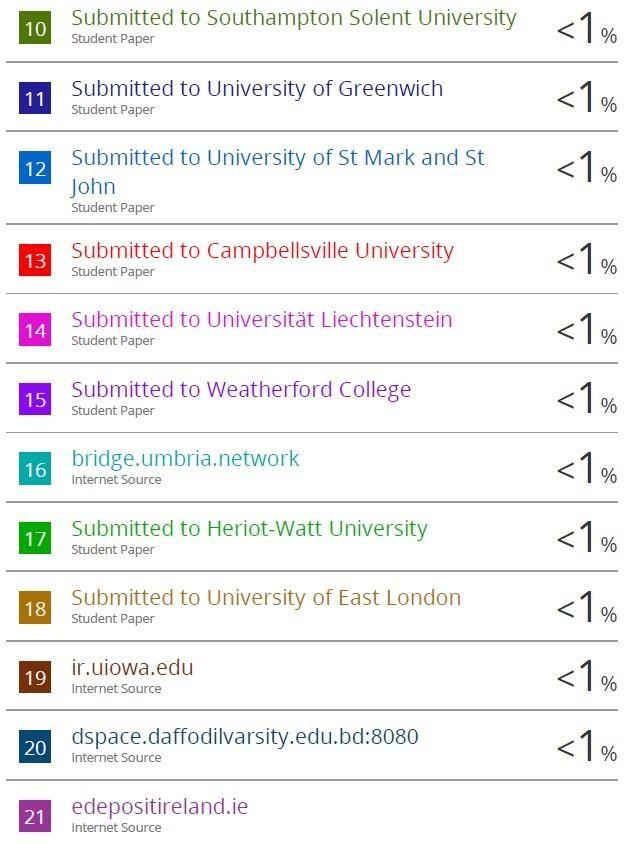 10 Submitted to Southampton Solent University <1%
Student Paper
11 Submitted to University of Greenwich <1%
Student Paper
12 Submitted to University of St Mark and St <1%
John
Student Paper
13 Submitted to Campbellsville University <1%
Student Paper
14 Submitted to Universität Liechtenstein <1%
Student Paper
15 Submitted to Weatherford College <1%
Student Paper
16 bridge.umbria.network <1%
Internet Source
17 Submitted to Heriot-Watt University <1%
Student Paper
18 Submitted to University of East London <1%
Student Paper
19 ir.uiowa.edu <1%
Internet Source
20 dspace.daffodilvarsity.edu.bd:8080 <1%
Internet Source
21 edepositireland.ie
Internet Source